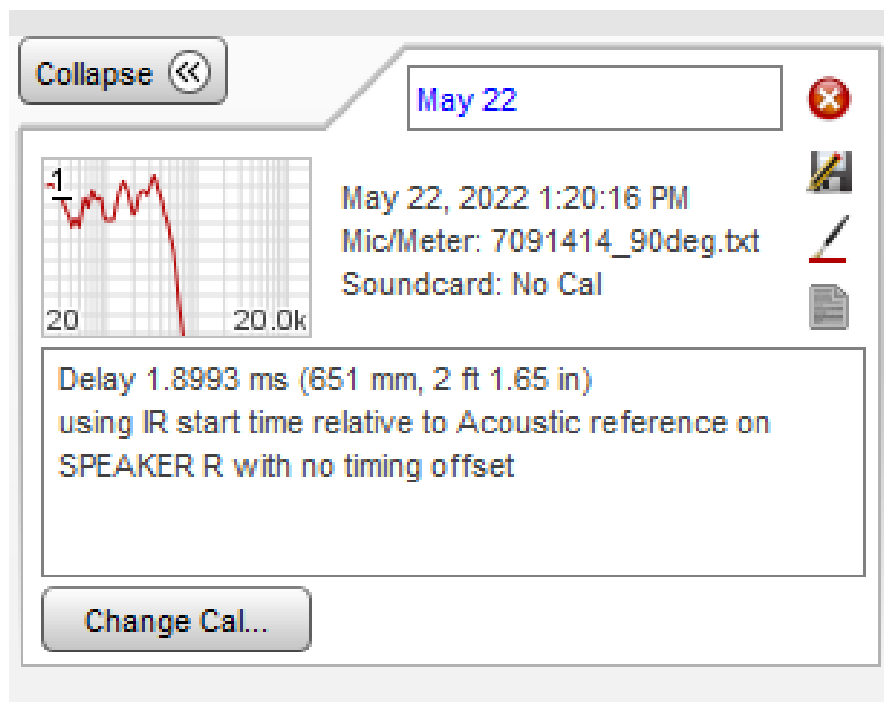 Collapse
May 22
1
20
20.0k
May 22, 2022 1:20:16 PM
Mic/Meter: 7091414_90deg.txt
Soundcard: No Cal
Delay 1.8993 ms (651 mm, 2 ft 1.65 in)
using IR start time relative to Acoustic reference on
SPEAKER R with no timing offset
Change Cal...